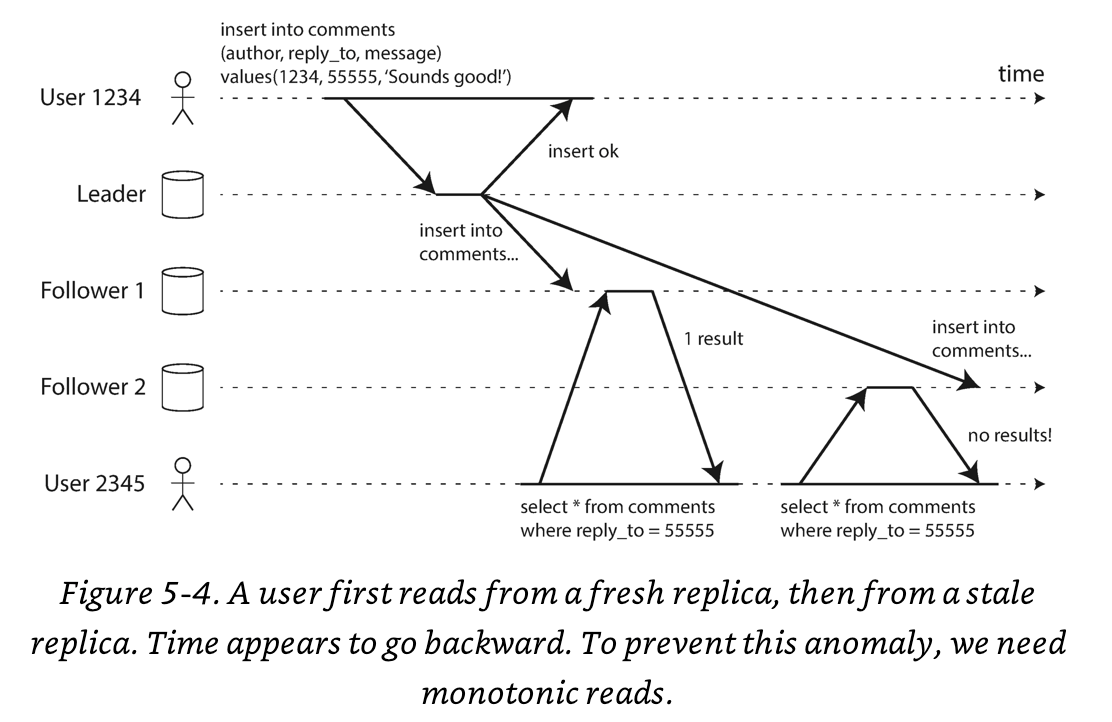 insert into comments
(author, reply_to, message)
values(1234, 55555, ‘Sounds good!’)
time
User 1234
insert ok
Leader
insert into
comments...
Follower 1
1 result
insert into
comments...
Follower 2
no results!
User 2345
select * from comments
where reply_to = 55555
select * from comments
where reply_to = 55555
Figure 5-4. A user first reads from a fresh replica, then from a stale
replica. Time appears to go backward. To prevent this anomaly, we need
monotonic reads.